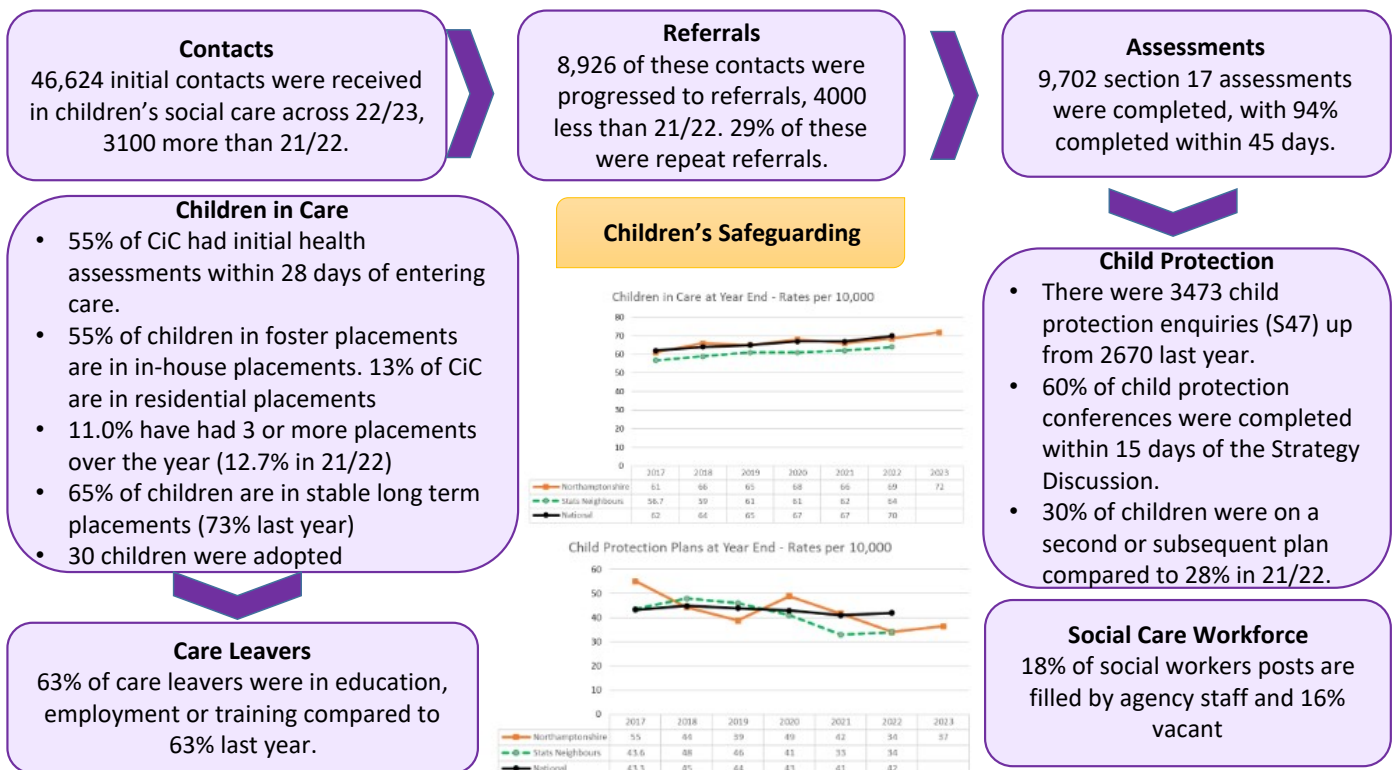 Contacts
46,624 initial contacts were received
in children's social care across 22/23,
3100 more than 21/22.
Referrals
8,926 of these contacts were
progressed to referrals, 4000
less than 21/22. 29% of these
were repeat referrals.
Assessments
9,702 section 17 assessments
were completed, with 94%
completed within 45 days.
Children in Care
• 55% of CiC had initial health
assessments within 28 days of entering
care.
• 55% of children in foster placements
are in in-house placements. 13% of CiC
are in residential placements
• 11.0% have had 3 or more placements
over the year (12.7% in 21/22)
• 65% of children are in stable long term
placements (73% last year)
• 30 children were adopted
Children's Safeguarding
Children in Care at Year End - Rates per 10,000
80
70
60
50
40
30
20
10
0
2017 2018 2019 2020 2021 2022 2023
Northamptonshire 61 66 65 68 66 69 72
Stats Neighbours 56.7 59 61 61 62 64
National 62 64 65 67 67 70
Child Protection Plans at Year End - Rates per 10,000
60
50
40
30
20
10
0
2017 2018 2019 2020 2021 2022 2023
Northamptonshire 55 44 39 49 42 34 37
Stats Neighbours 43.6 48 46 41 33 34
National 43.3 45 44 43 41 42
Child Protection
• There were 3473 child
protection enquiries (S47) up
from 2670 last year.
• 60% of child protection
conferences were completed
within 15 days of the Strategy
Discussion.
• 30% of children were on a
second or subsequent plan
compared to 28% in 21/22.
Care Leavers
63% of care leavers were in education,
employment or training compared to
63% last year.
Social Care Workforce
18% of social workers posts are
filled by agency staff and 16%
vacant